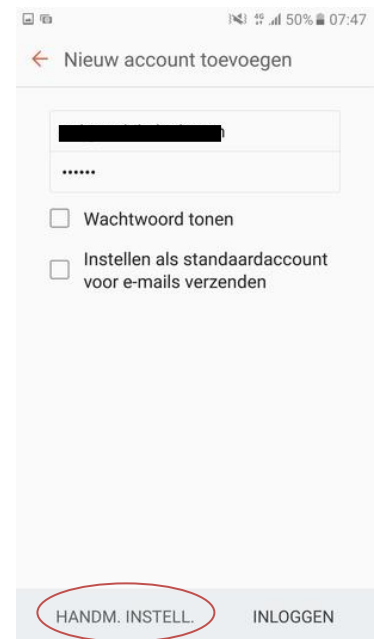 50% 07:47
Nieuw account toevoegen
••••••
Wachtwoord tonen
Instellen als standaardaccount
voor e-mails verzenden
HANDM. INSTELL. INLOGGEN